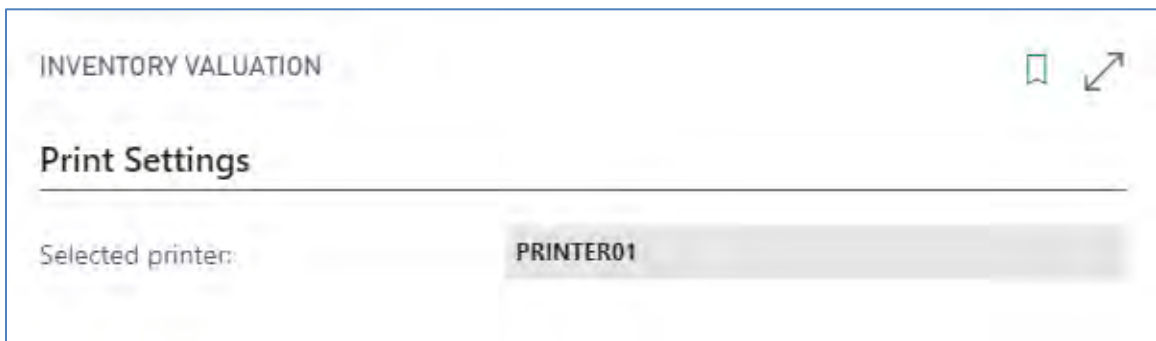 INVENTORY VALUATION
Print Settings
Selected printer: PRINTER01